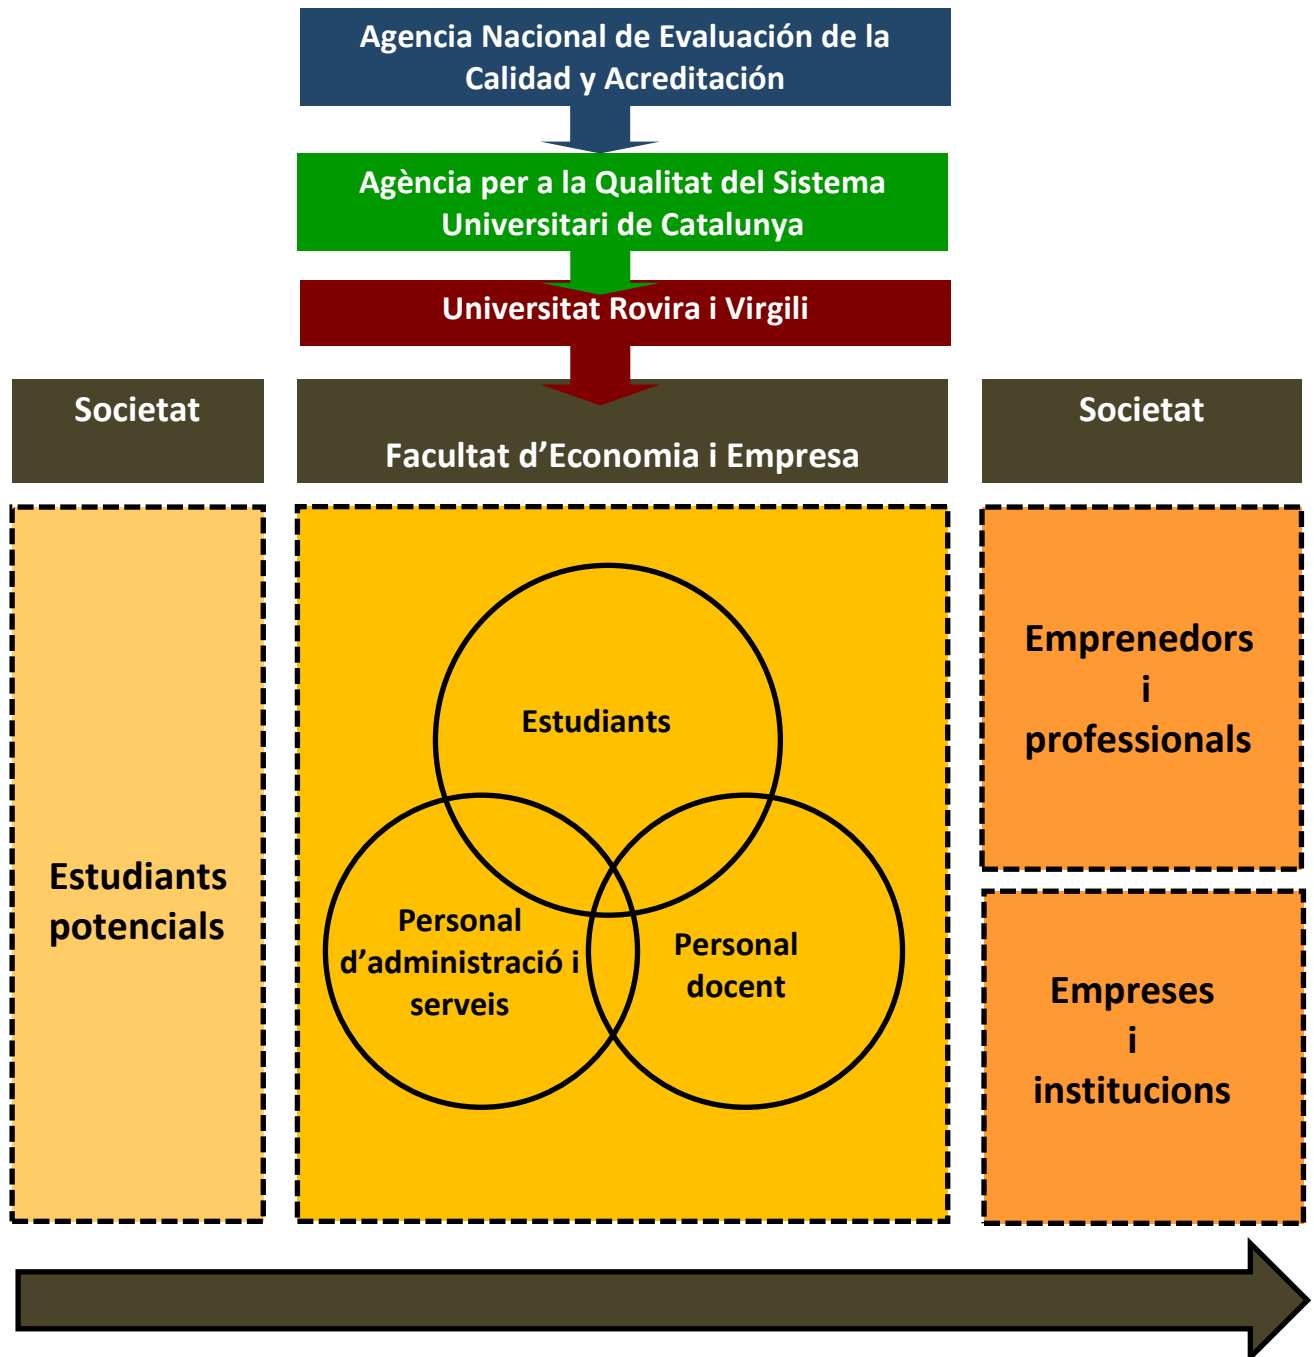 Agencia Nacional de Evaluación de la
Calidad y Acreditación
Agència per a la Qualitat del Sistema
Universitari de Catalunya
Universitat Rovira i Virgili
Societat
Facultat d’Economia i Empresa
Societat
Estudiants
potencials
Estudiants
Personal
d’administració i
serveis
Personal
docent
Emprenedors
i
professionals
Empreses
i
institucions